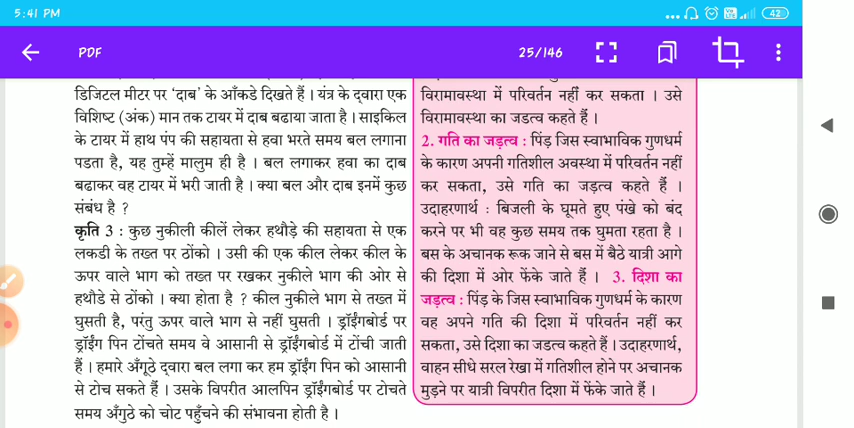 5:41 PM
42
PDF
25/146
डिजिटल मीटर पर 'दाब' के आँकडे दिखते हैं । यंत्र के द्वारा एक
विशिष्ट (अंक) मान तक टायर में दाब बढाया जाता है । साइकिल
के टायर में हाथ पंप की सहायता से हवा भरते समय बल लगाना
पडता है, यह तुम्हें मालुम ही है । बल लगाकर हवा का दाब
बढाकर वह टायर में भरी जाती है । क्या बल और दाब इनमें कुछ
संबंध है ?
कृति 3 : कुछ नुकीली कीलें लेकर हथौड़े की सहायता से एक
लकडी के तख्त पर ठोंको । उसी की एक कील लेकर कील के
ऊपर वाले भाग को तख्त पर रखकर नुकीले भाग की ओर से
हथौडे से ठोंको । क्या होता है ? कील नुकीले भाग से तख्त में
घुसती है, परंतु ऊपर वाले भाग से नहीं घुसती । ड्रॉईंगबोर्ड पर
ड्रॉईंग पिन टोंचते समय वे आसानी से ड्रॉईंगबोर्ड में टोंची जाती
हैं । हमारे अँगूठे द्वारा बल लगा कर हम ड्रॉईंग पिन को आसानी
से टोच सकते हैं । उसके विपरीत आलपिन ड्रॉईंगबोर्ड पर टोचते
समय अँगुठे को चोट पहुँचने की संभावना होती है ।
विरामावस्था में परिवर्तन नहीं कर सकता । उसे
विरामावस्था का जडत्व कहते हैं ।
2. गति का जड़त्व : पिंड़ जिस स्वाभाविक गुणधर्म
के कारण अपनी गतिशील अवस्था में परिवर्तन नहीं
कर सकता, उसे गति का जड़त्व कहते हैं ।
उदाहरणार्थ : बिजली के घूमते हुए पंखे को बंद
करने पर भी वह कुछ समय तक घुमता रहता है ।
बस के अचानक रूक जाने से बस में बैठे यात्री आगे
की दिशा में ओर फेंके जाते हैं । 3. दिशा का
जड़त्व : पिंड़ के जिस स्वाभाविक गुणधर्म के कारण
वह अपने गति की दिशा में परिवर्तन नहीं कर
सकता, उसे दिशा का जडत्व कहते हैं । उदाहरणार्थ,
वाहन सीधे सरल रेखा में गतिशील होने पर अचानक
मुड़ने पर यात्री विपरीत दिशा में फेंके जाते हैं ।